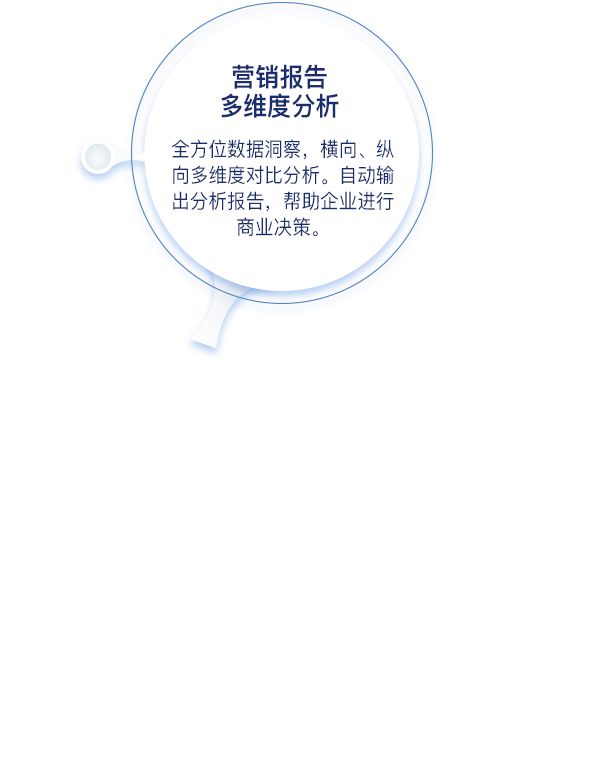 营销报告
多维度分析
全方位数据洞察，横向、纵
向多维度对比分析。自动输
出分析报告，帮助企业进行
商业决策。